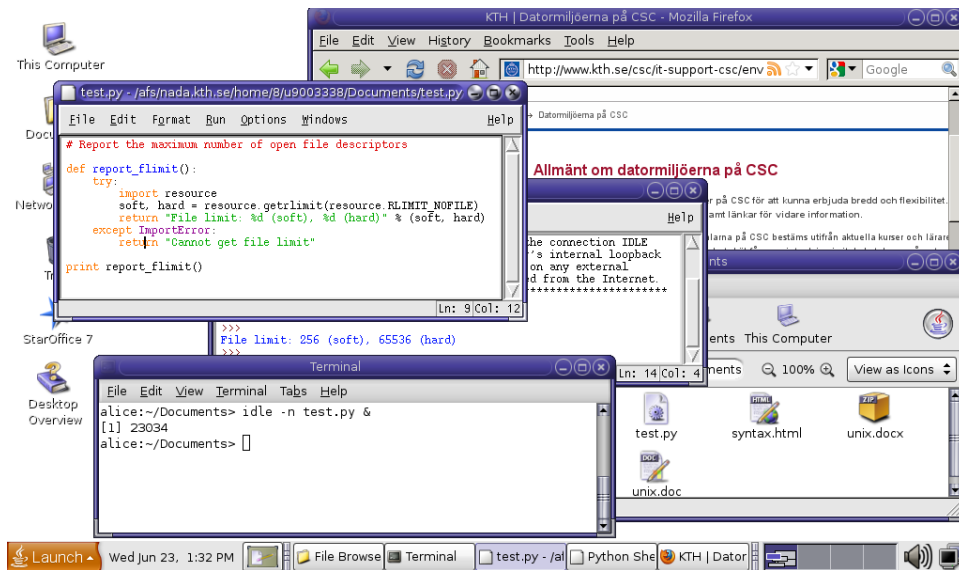 This Computer
StarOffice 7
Desktop
Overview
KTH | Datormiljöerna på CSC - Mozilla Firefox
File Edit View History Bookmarks Tools Help
http://www.kth.se/csc/it-support-csc/env
Google
Datormiljöerna på CSC
Allmänt om datormiljöerna på CSC
er på CSC för att kunna erbjuda bredd och flexibilitet.
amt länkar för vidare information.
larna på CSC bestäms utifrån aktuella kurser och lärare
test.py - /afs/nada.kth.se/home/8/u9003338/Documents/test.py
File Edit Format Run Options Windows Help
# Report the maximum number of open file descriptors
def report_flimit():
try:
import resource
soft, hard = resource.getrlimit(resource.RLIMIT_NOFILE)
return "File limit: %d (soft), %d (hard)" % (soft, hard)
except ImportError:
return "Cannot get file limit"
print report_flimit()
Ln: 9 Col: 12
Help
the connection IDLE
's internal loopback
on any external
d from the Internet.
****************************
>>>
File limit: 256 (soft), 65536 (hard)
>>>
Ln: 14 Col: 4
nts
ents This Computer
ments 100% View as Icons
test.py syntax.html unix.docx
unix.doc
Terminal
File Edit View Terminal Tabs Help
alice:~/Documents> idle -n test.py &
[1] 23034
alice:~/Documents>
Launch Wed Jun 23, 1:32 PM File Browse Terminal test.py - /af Python She KTH | Dator